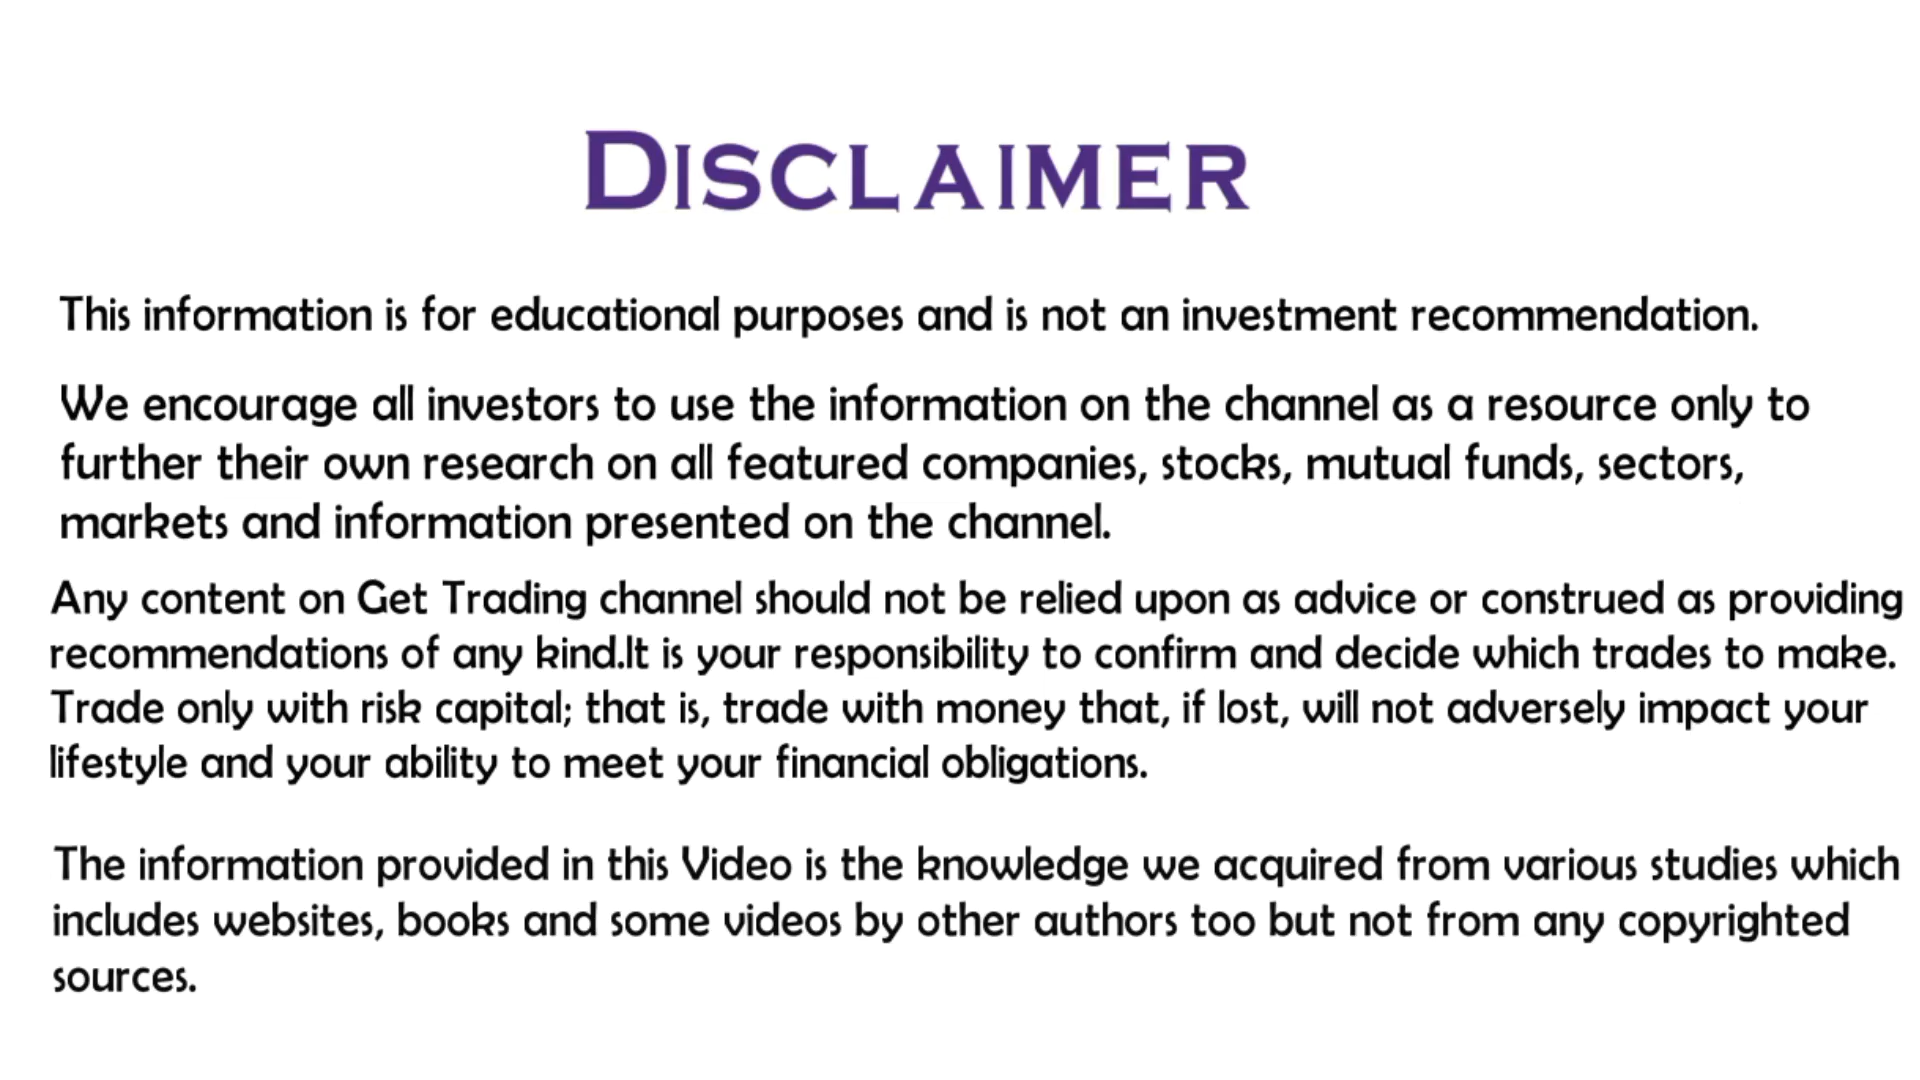 DISCLAIMER
This information is for educational purposes and is not an investment recommendation.
We encourage all investors to use the information on the channel as a resource only to
further their own research on all featured companies, stocks, mutual funds, sectors,
markets and information presented on the channel.
Any content on Get Trading channel should not be relied upon as advice or construed as providing
recommendations of any kind.It is your responsibility to confirm and decide which trades to make.
Trade only with risk capital; that is, trade with money that, if lost, will not adversely impact your
lifestyle and your ability to meet your financial obligations.
The information provided in this Video is the knowledge we acquired from various studies which
includes websites, books and some videos by other authors too but not from any copyrighted
sources.